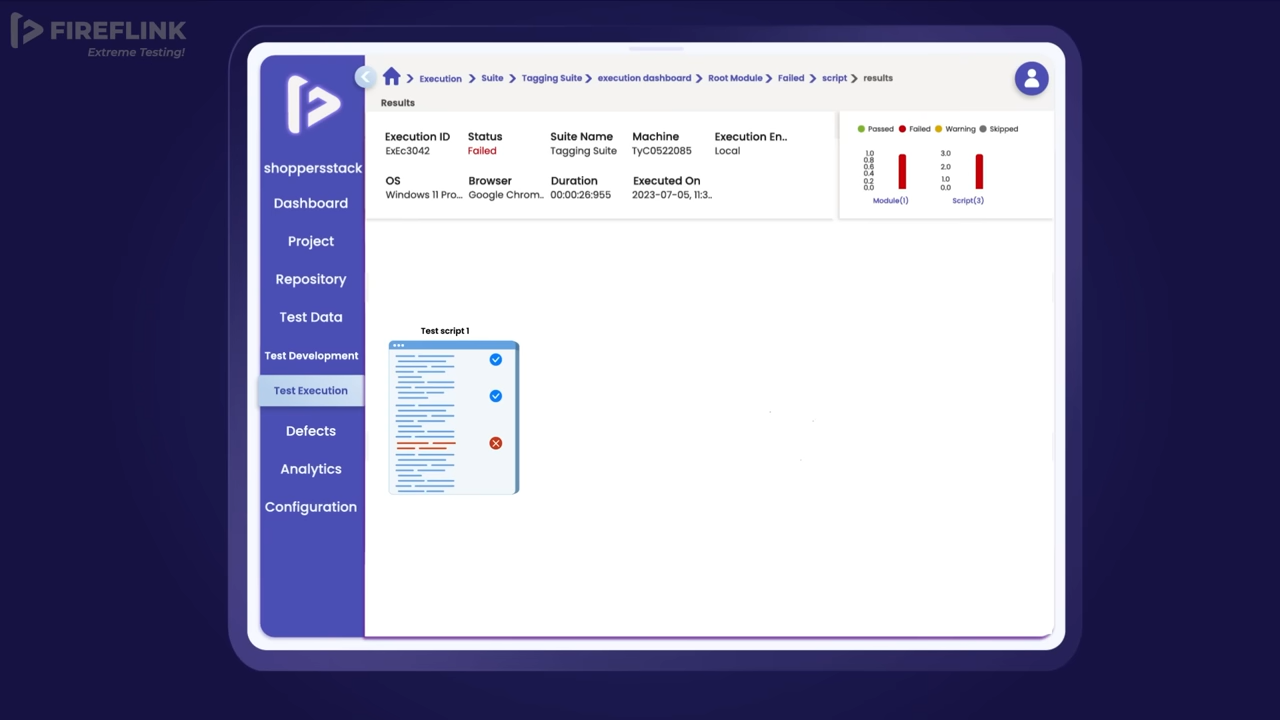 FIREFLINK
Extreme Testing!
Execution
Suite
Tagging Suite
execution dashboard
Root Module
Failed
script
results
Results
shoppersstack
Dashboard
Project
Repository
Test Data
Test Development
Test Execution
Defects
Analytics
Configuration
Execution ID
ExEc3042
Status
Failed
Suite Name
Tagging Suite
Machine
TyC0522085
Execution En..
Local
OS
Windows 11 Pro...
Browser
Google Chrom..
Duration
00:00:26:955
Executed On
2023-07-05, 11:3..
Passed
Failed
Warning
Skipped
1.0
0.8
0.6
0.4
0.2
0.0
Module(1)
3.0
2.0
1.0
0.0
Script(3)
Test script 1